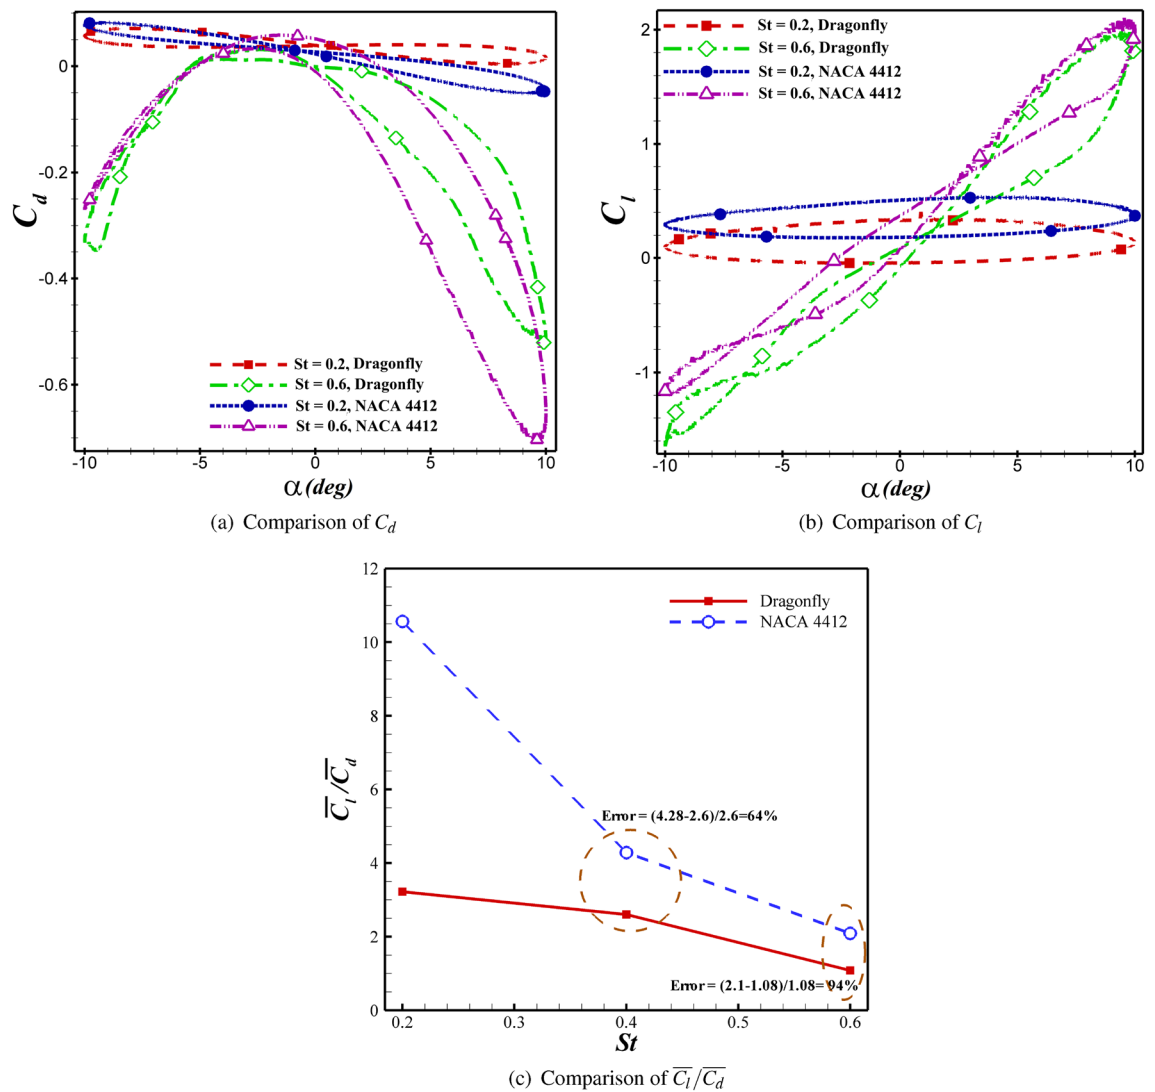 0
-0.2
-0.4
-0.6
C_d
St = 0.2, Dragonfly
St = 0.6, Dragonfly
St = 0.2, NACA 4412
St = 0.6, NACA 4412
-10 -5 0 5 10
α (deg)
(a) Comparison of C_d
2
1
0
-1
C_l
St = 0.2, Dragonfly
St = 0.6, Dragonfly
St = 0.2, NACA 4412
St = 0.6, NACA 4412
-10 -5 0 5 10
α (deg)
(b) Comparison of C_l
12
10
8
6
4
2
0
C̅_l/C̅_d
Dragonfly
NACA 4412
Error = (4.28-2.6)/2.6=64%
Error = (2.1-1.08)/1.08= 94%
0.2 0.3 0.4 0.5 0.6
St
(c) Comparison of C̅_l/C̅_d